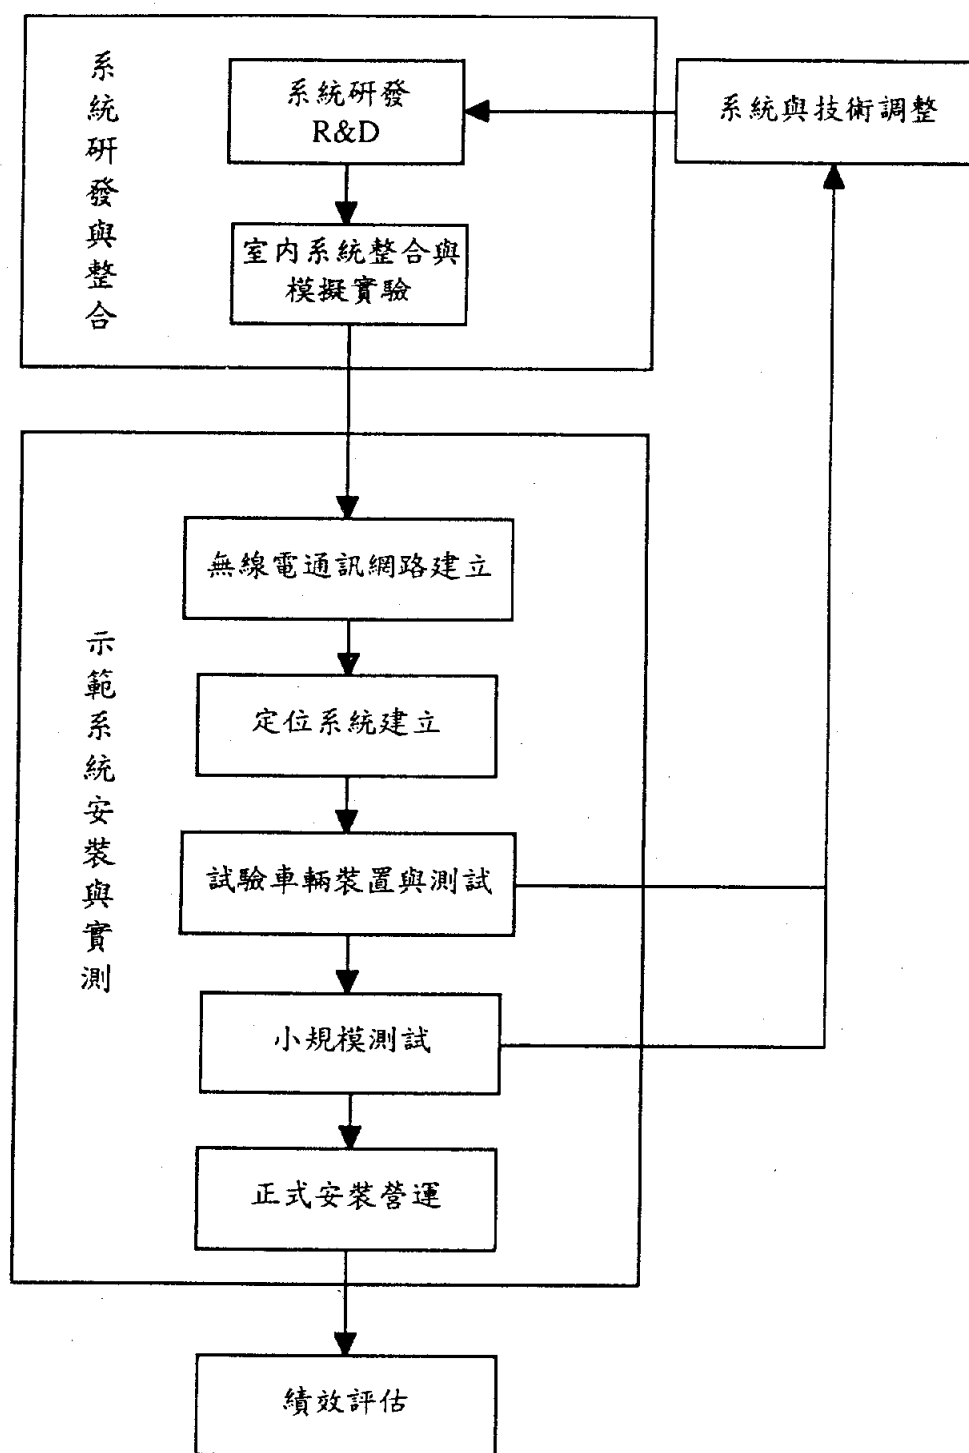 系統研發與整合
系統研發
R&D
系統與技術調整
室內系統整合與
模擬實驗
示範系統安裝與實測
無線電通訊網路建立
定位系統建立
試驗車輛裝置與測試
小規模測試
正式安裝營運
績效評估